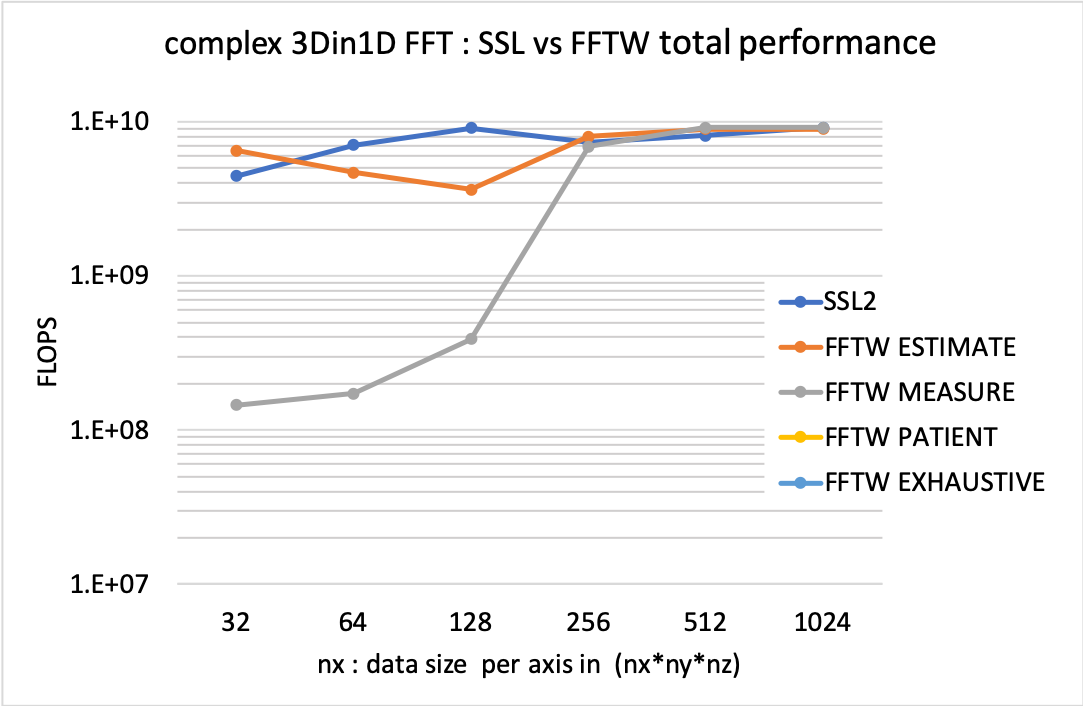 complex 3Din1D FFT : SSL vs FFTW total performance
1.E+10
1.E+09
1.E+08
1.E+07
FLOPS
32 64 128 256 512 1024
nx : data size per axis in (nx*ny*nz)
SSL2
FFTW ESTIMATE
FFTW MEASURE
FFTW PATIENT
FFTW EXHAUSTIVE